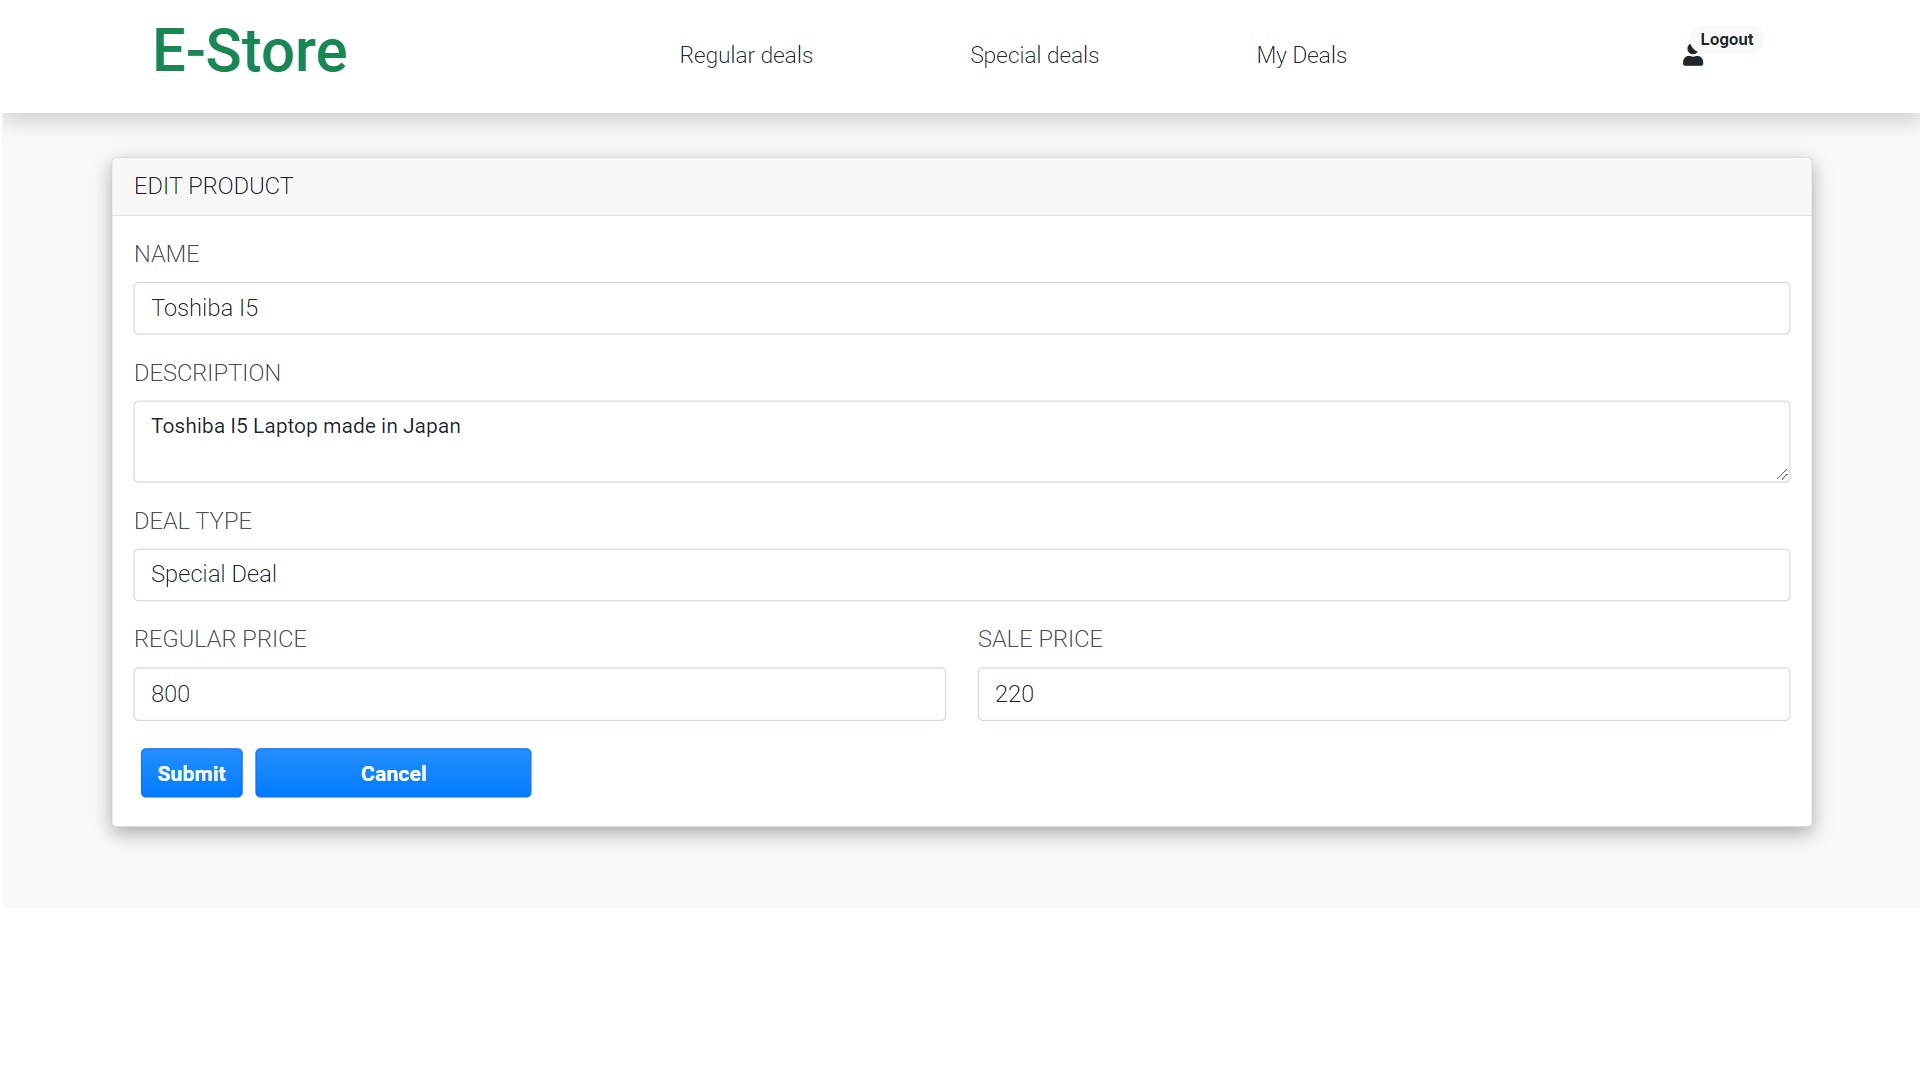 E-Store
Regular deals
Special deals
My Deals
Logout
EDIT PRODUCT
NAME
Toshiba I5
DESCRIPTION
Toshiba I5 Laptop made in Japan
DEAL TYPE
Special Deal
REGULAR PRICE
SALE PRICE
800
220
Submit
Cancel